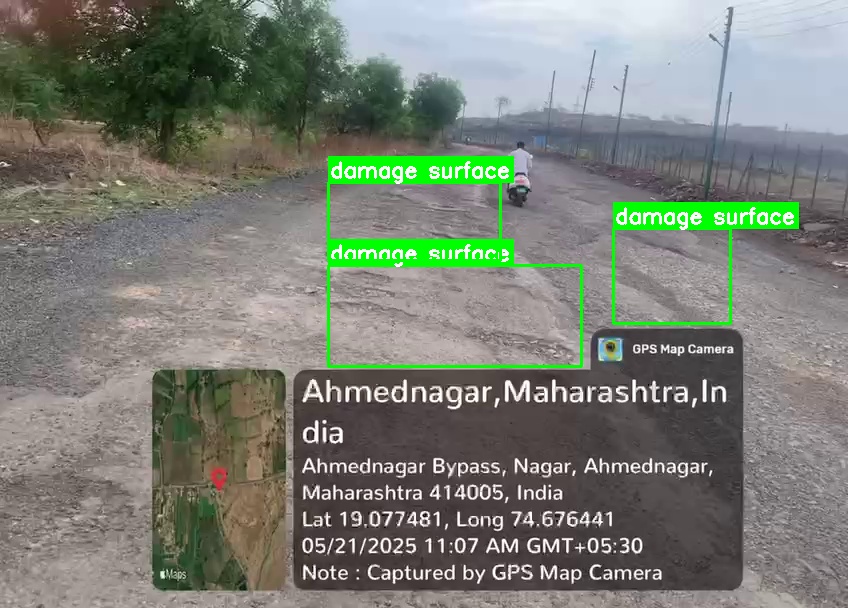 damage surface
damage surface
damage surface
GPS Map Camera
Ahmednagar,Maharashtra,In
dia
Ahmednagar Bypass, Nagar, Ahmednagar,
Maharashtra 414005, India
Lat 19.077481, Long 74.676441
05/21/2025 11:07 AM GMT+05:30
Note : Captured by GPS Map Camera
Maps